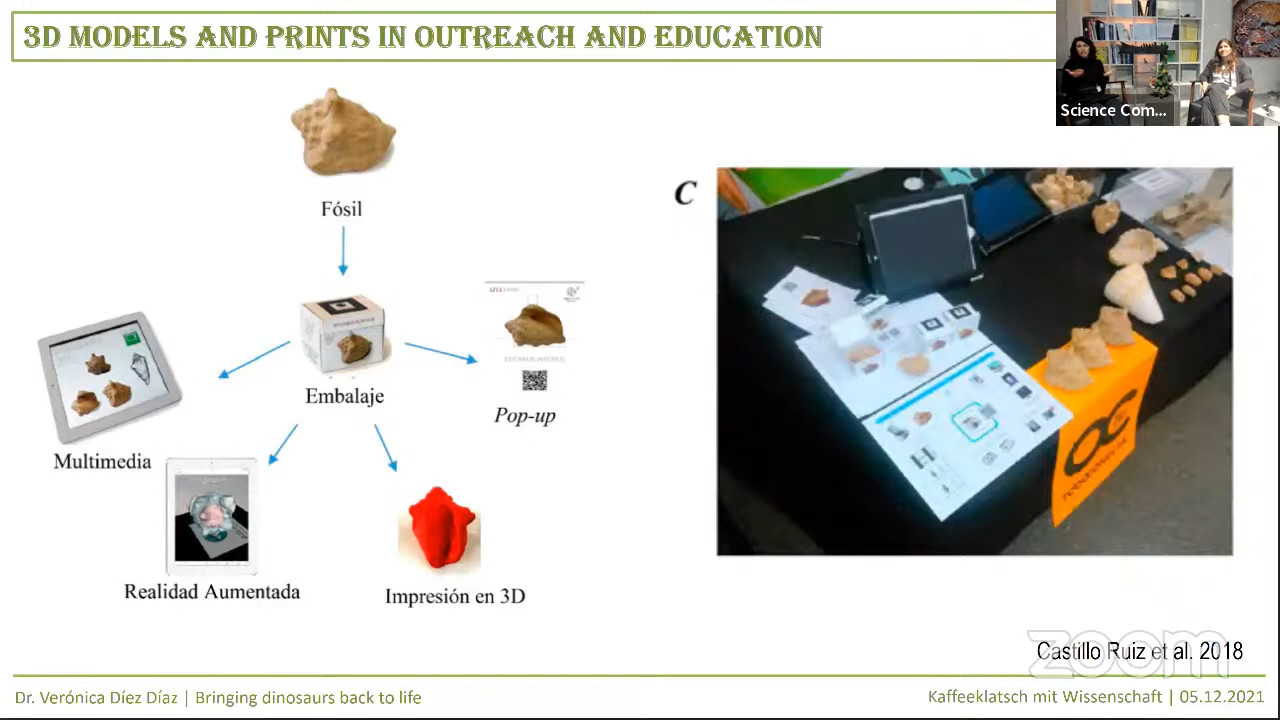 3D MODELS AND PRINTS IN OUTREACH AND EDUCATION
Science Com...
Fósil
C
Embalaje
Pop-up
Multimedia
Realidad Aumentada
Impresión en 3D
zoom
Castillo Ruiz et al. 2018
Dr. Verónica Díez Díaz | Bringing dinosaurs back to life
Kaffeeklatsch mit Wissenschaft | 05.12.2021